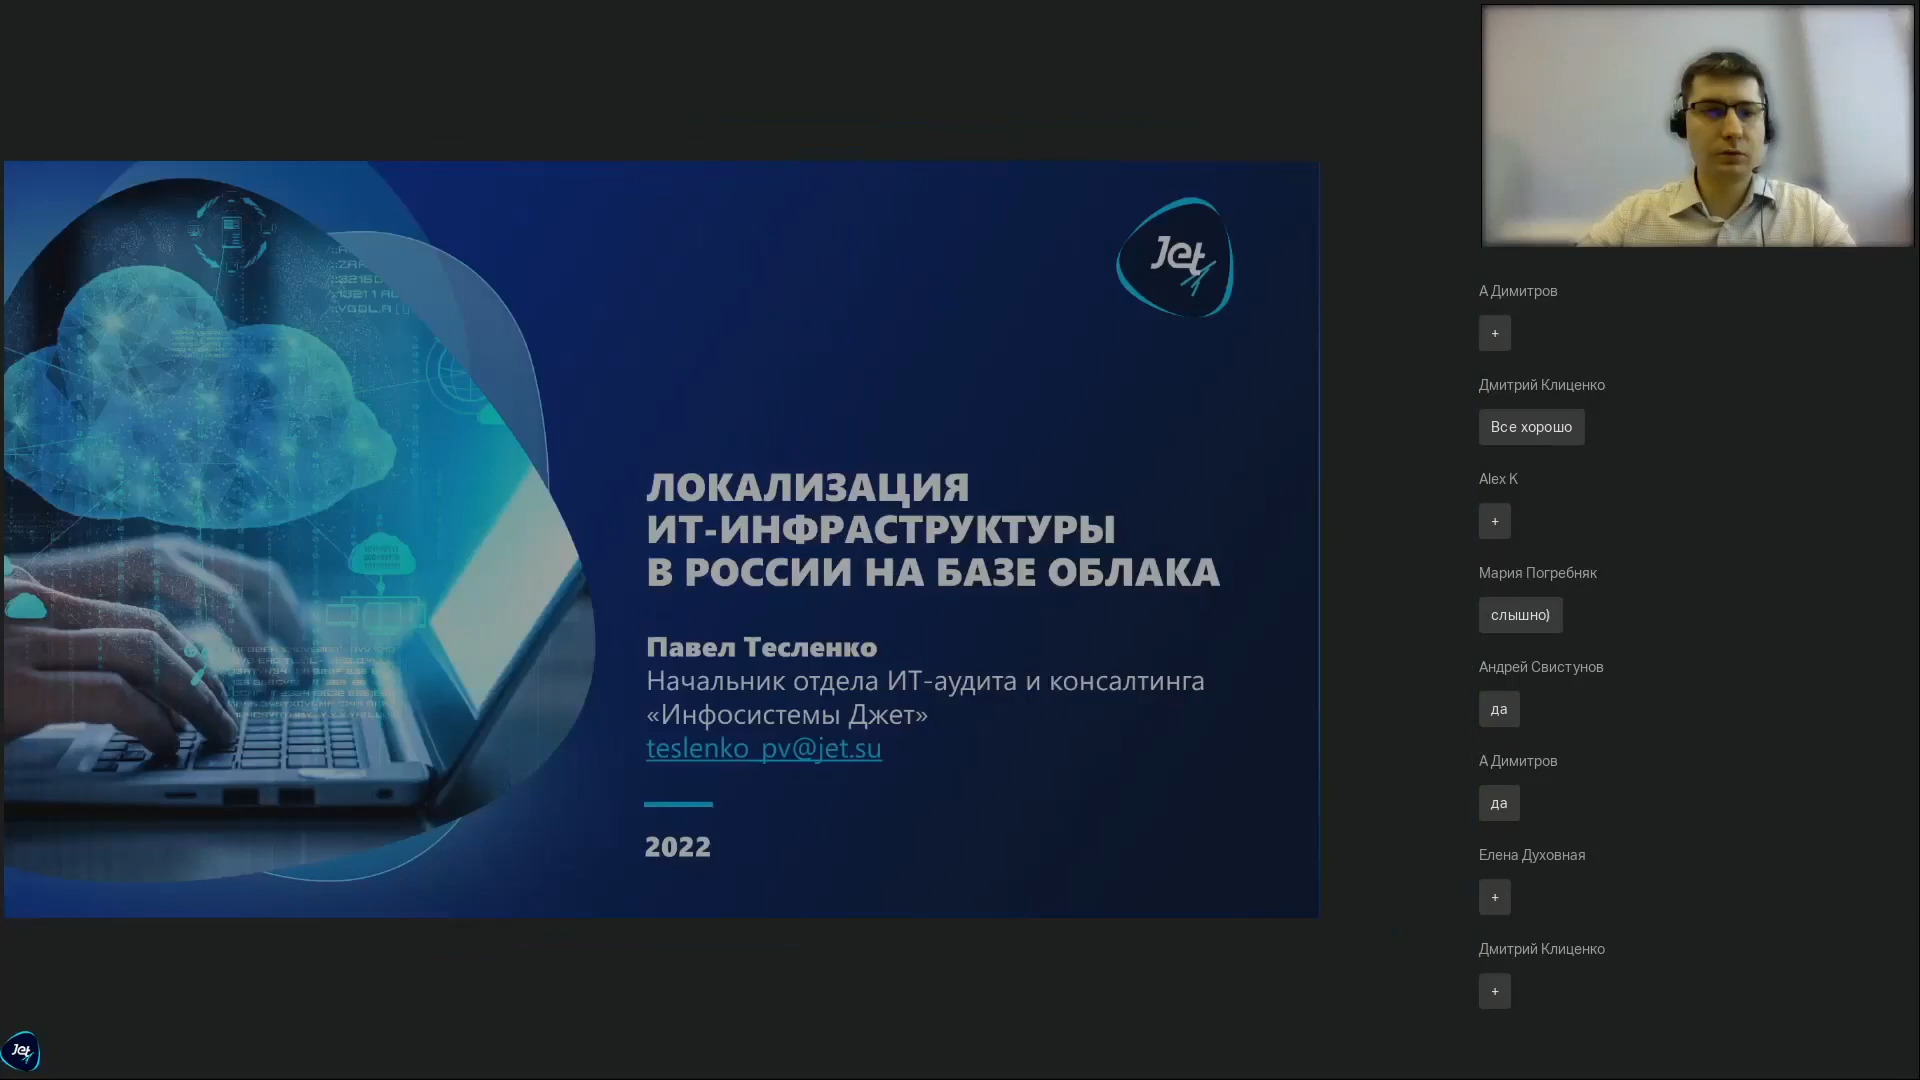 Jet
ЛОКАЛИЗАЦИЯ
ИТ-ИНФРАСТРУКТУРЫ
В РОССИИ НА БАЗЕ ОБЛАКА
Павел Тесленко
Начальник отдела ИТ-аудита и консалтинга
«Инфосистемы Джет»
teslenko_pv@jet.su
2022
А Димитров
+
Дмитрий Клиценко
Все хорошо
Alex K
+
Мария Погребняк
слышно)
Андрей Свистунов
да
А Димитров
да
Елена Духовная
+
Дмитрий Клиценко
+
Jet